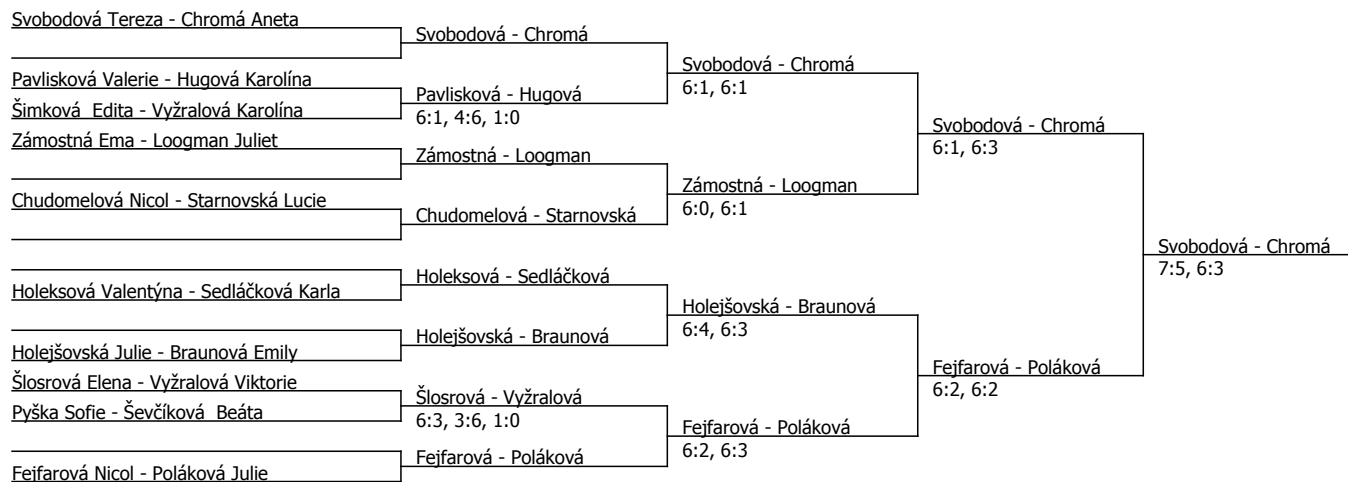 Svobodová Tereza - Chromá Aneta
Pavlisková Valerie - Hugová Karolína
Šimková  Edita - Vyžralová Karolína
Zámostná Ema - Loogman Juliet
Chudomelová Nicol - Starnovská Lucie
Holeksová Valentýna - Sedláčková Karla
Holejšovská Julie - Braunová Emily
Šlosrová Elena - Vyžralová Viktorie
Pyška Sofie - Ševčíková  Beáta
Fejfarová Nicol - Poláková Julie
Svobodová - Chromá
Pavlisková - Hugová
6:1, 4:6, 1:0
Zámostná - Loogman
Chudomelová - Starnovská
Holeksová - Sedláčková
Holejšovská - Braunová
Šlosrová - Vyžralová
6:3, 3:6, 1:0
Fejfarová - Poláková
Svobodová - Chromá
6:1, 6:1
Zámostná - Loogman
6:0, 6:1
Holejšovská - Braunová
6:4, 6:3
Fejfarová - Poláková
6:2, 6:3
Svobodová - Chromá
6:1, 6:3
Fejfarová - Poláková
6:2, 6:2
Svobodová - Chromá
7:5, 6:3